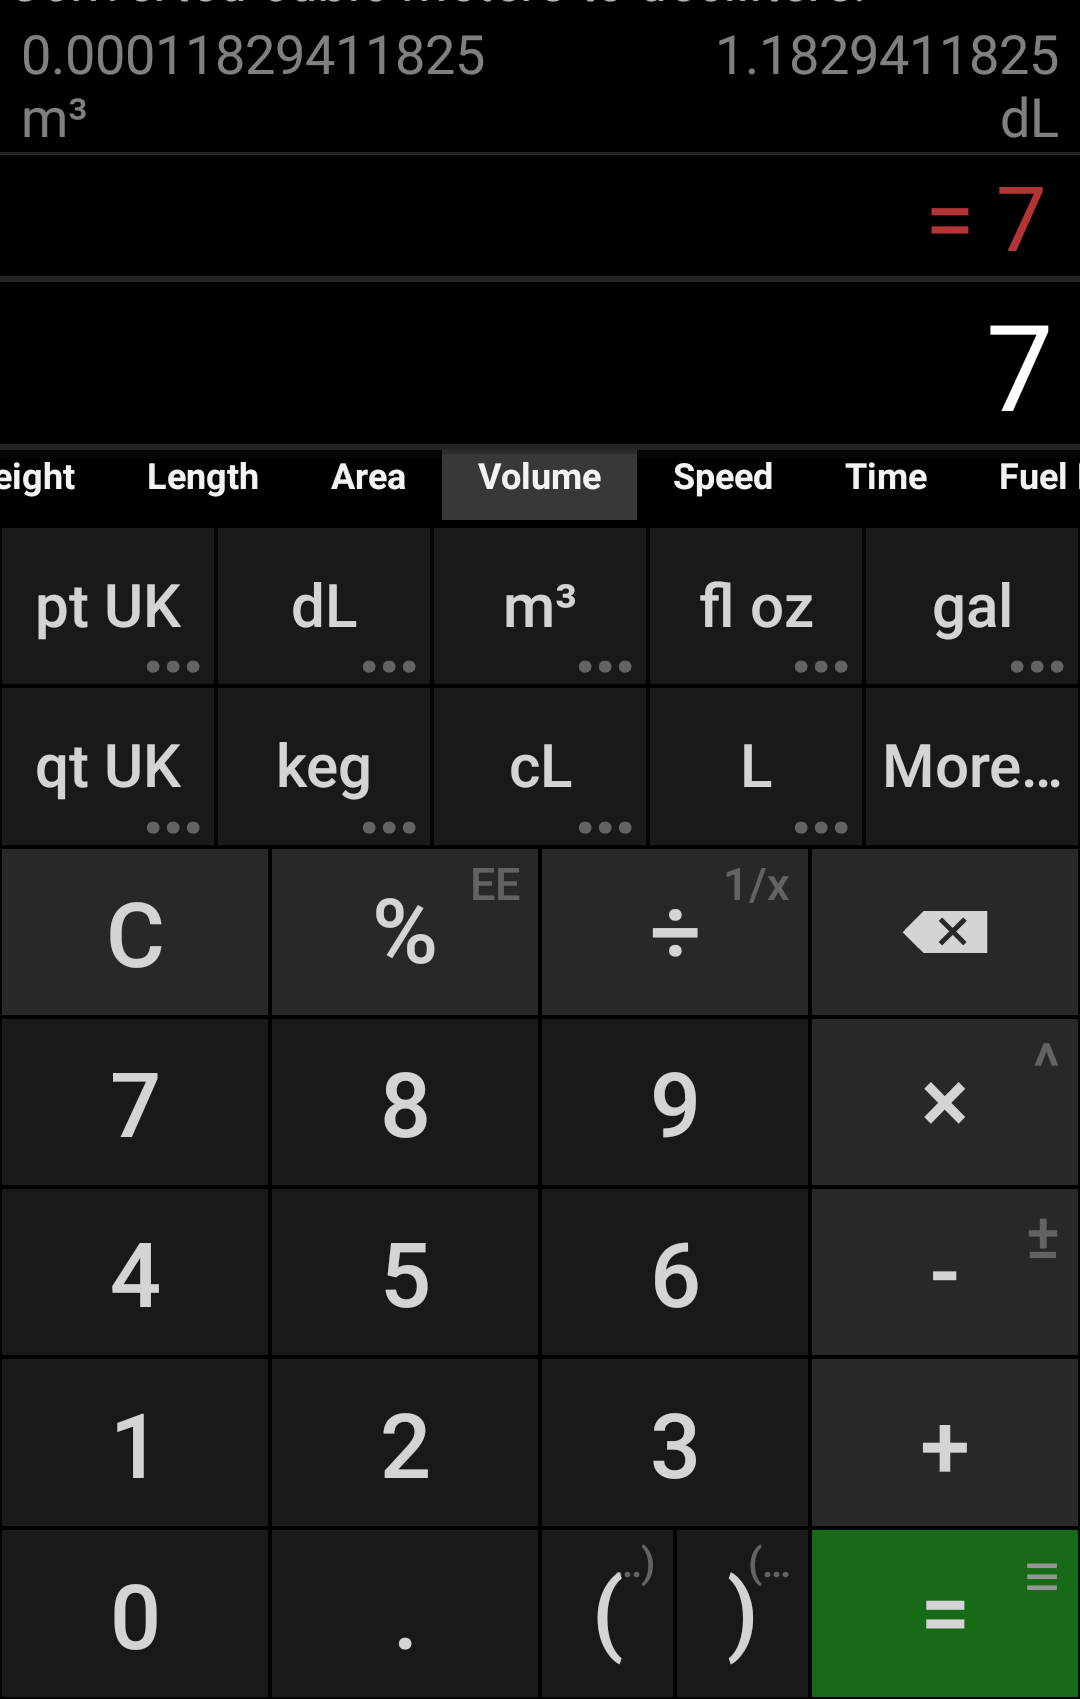 0.00011829411825 1.1829411825
m³ dL
= 7
7
eight Length Area Volume Speed Time Fuel
pt UK dL m³ fl oz gal
qt UK keg cL L More...
C % EE ÷ 1/x
7 8 9 × ^
4 5 6 - ±
1 2 3 +
0 . ( ..) ) (... = ≡